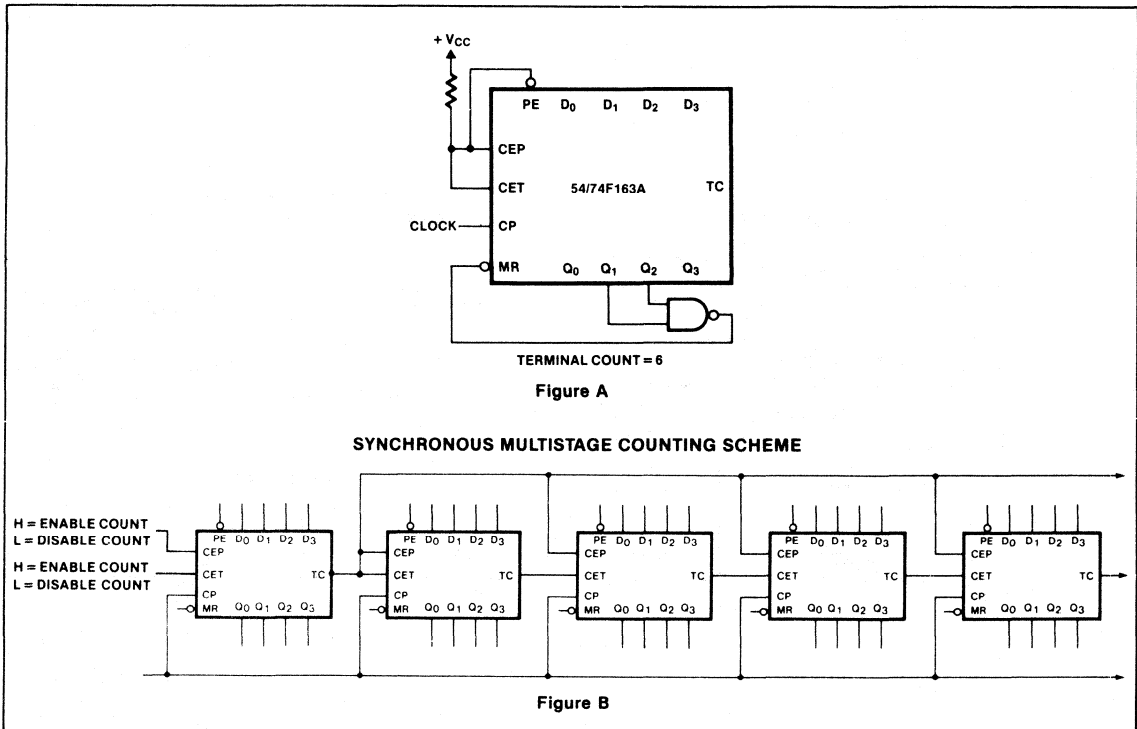 + VCC
PE D0 D1 D2 D3
CEP
CET 54/74F163A TC
CLOCK CP
MR Q0 Q1 Q2 Q3
TERMINAL COUNT = 6
Figure A
SYNCHRONOUS MULTISTAGE COUNTING SCHEME
H = ENABLE COUNT
L = DISABLE COUNT
H = ENABLE COUNT
L = DISABLE COUNT
PE D0 D1 D2 D3
CEP
CET TC
CP
MR Q0 Q1 Q2 Q3
PE D0 D1 D2 D3
CEP
CET TC
CP
MR Q0 Q1 Q2 Q3
PE D0 D1 D2 D3
CEP
CET TC
CP
MR Q0 Q1 Q2 Q3
PE D0 D1 D2 D3
CEP
CET TC
CP
MR Q0 Q1 Q2 Q3
PE D0 D1 D2 D3
CEP
CET TC
CP
MR Q0 Q1 Q2 Q3
Figure B